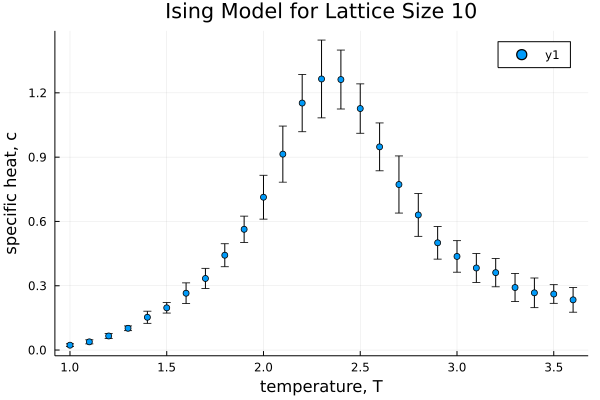 Ising Model for Lattice Size 10
y1
specific heat, c
1.2
0.9
0.6
0.3
0.0
1.0 1.5 2.0 2.5 3.0 3.5
temperature, T